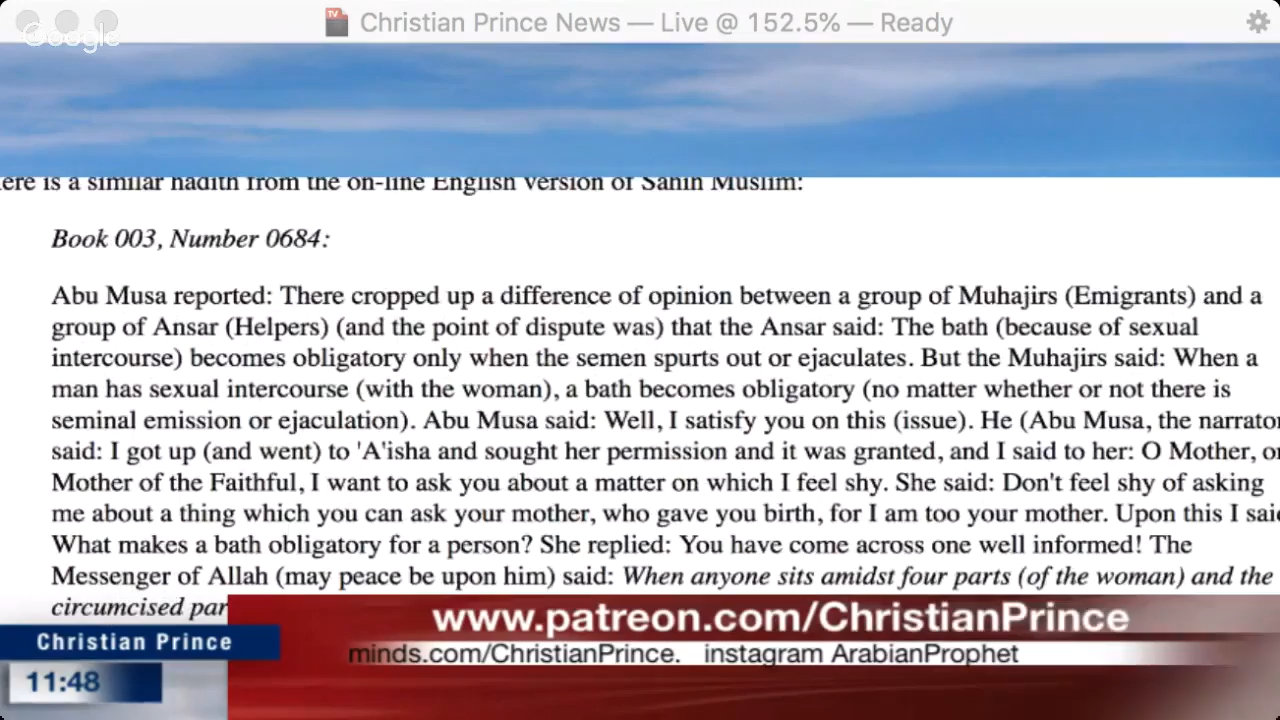 Christian Prince News — Live @ 152.5% — Ready
Google
ere is a similar hadith from the on-line English version of Sahih Muslim:
Book 003, Number 0684:
Abu Musa reported: There cropped up a difference of opinion between a group of Muhajirs (Emigrants) and a
group of Ansar (Helpers) (and the point of dispute was) that the Ansar said: The bath (because of sexual
intercourse) becomes obligatory only when the semen spurts out or ejaculates. But the Muhajirs said: When a
man has sexual intercourse (with the woman), a bath becomes obligatory (no matter whether or not there is
seminal emission or ejaculation). Abu Musa said: Well, I satisfy you on this (issue). He (Abu Musa, the narrator
said: I got up (and went) to 'A'isha and sought her permission and it was granted, and I said to her: O Mother, or
Mother of the Faithful, I want to ask you about a matter on which I feel shy. She said: Don't feel shy of asking
me about a thing which you can ask your mother, who gave you birth, for I am too your mother. Upon this I said
What makes a bath obligatory for a person? She replied: You have come across one well informed! The
Messenger of Allah (may peace be upon him) said: When anyone sits amidst four parts (of the woman) and the
circumcised par
www.patreon.com/ChristianPrince
Christian Prince
minds.com/ChristianPrince. instagram ArabianProphet
11:48